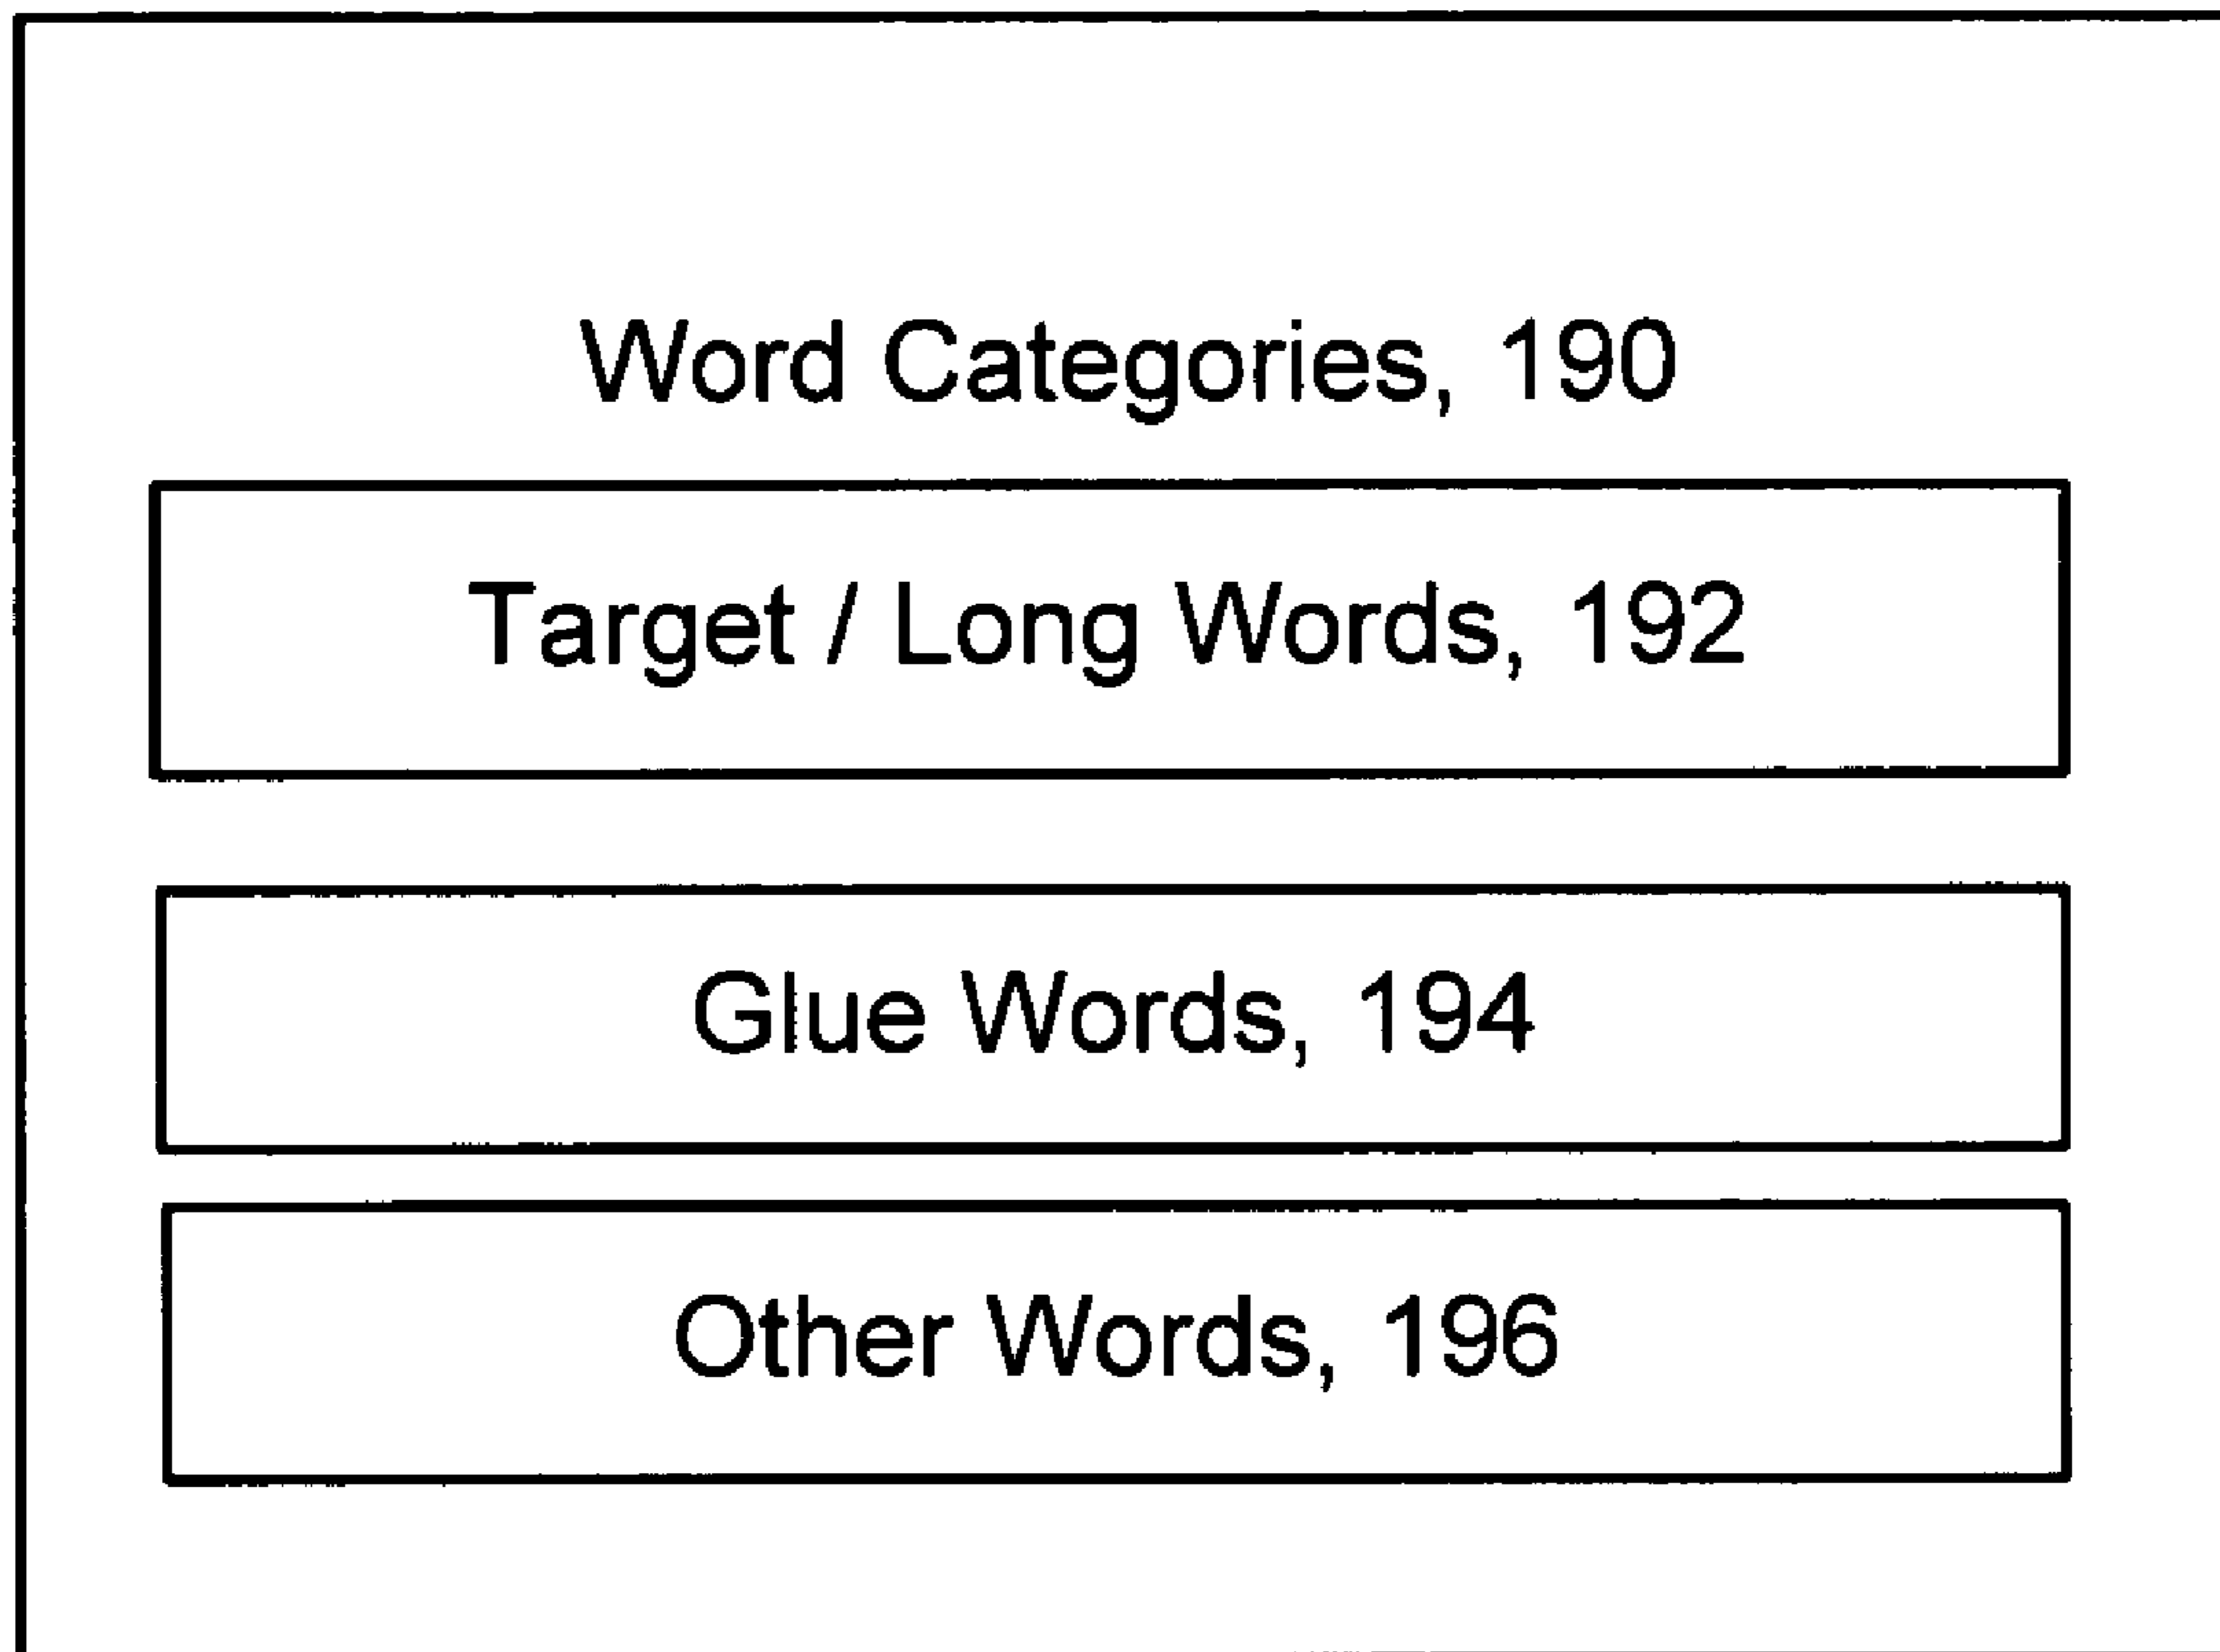 Word Categories, 190
Target / Long Words, 192
Glue Words, 194
Other Words, 196